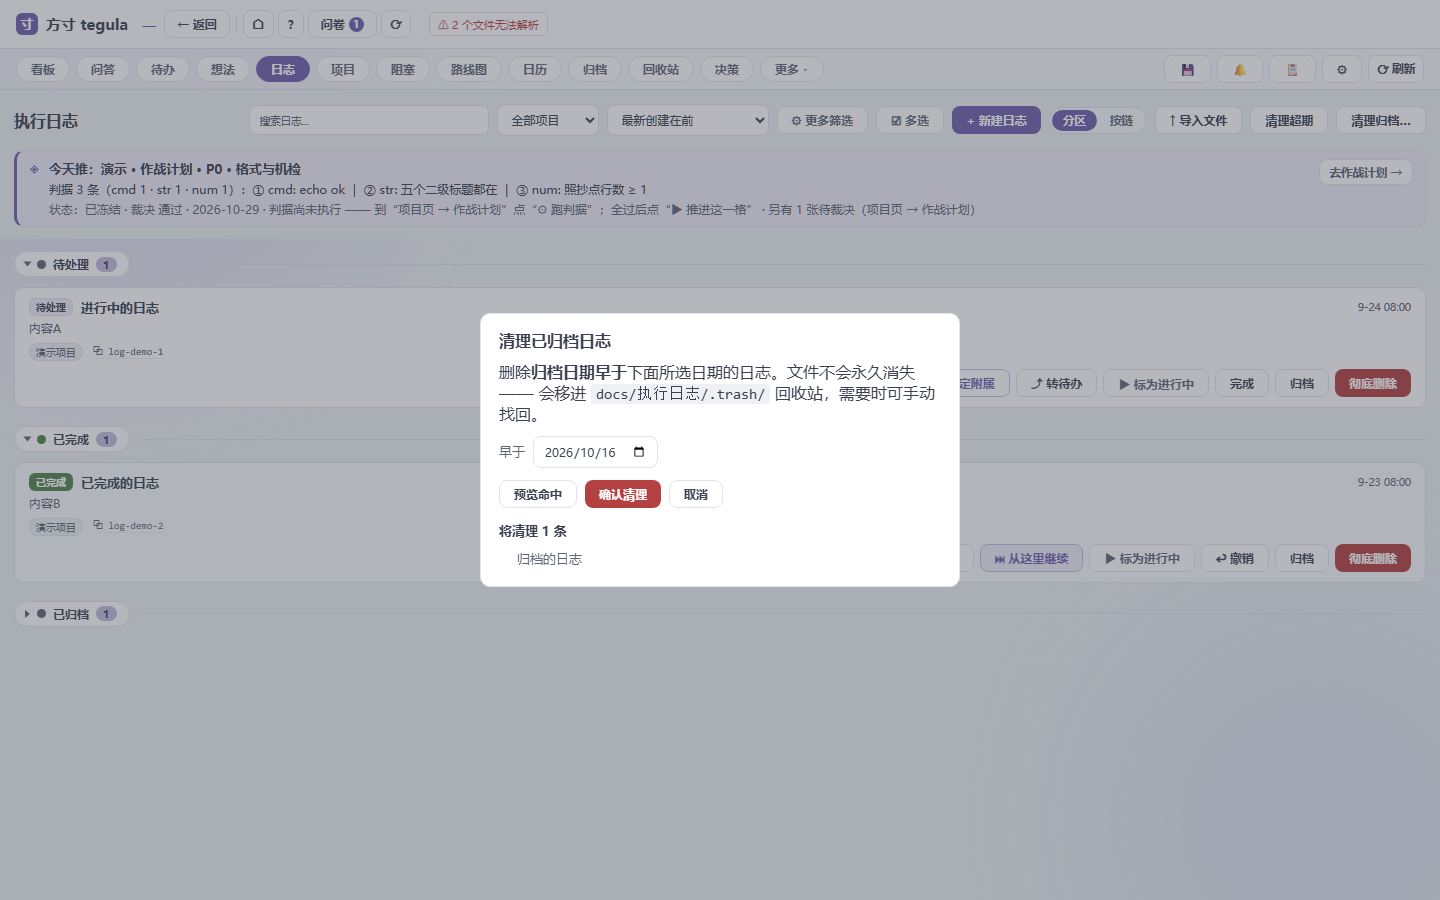 寸 方寸 tegula — ← 返回 ? 问卷 1 ⚠ 2 个文件无法解析
看板 问答 待办 想法 日志 项目 阻塞 路线图 日历 归档 回收站 决策 更多 刷新
执行日志 搜索日志... 全部项目 最新创建在前 更多筛选 多选 + 新建日志 分区 按链 ↑导入文件 清理超期 清理归档...
今天推：演示 • 作战计划 • P0 • 格式与机检 去作战计划 →
判据 3 条（cmd 1 · str 1 · num 1）: ① cmd: echo ok | ② str: 五个二级标题都在 | ③ num: 照抄点行数 ≥ 1
状态：已冻结 · 裁决 通过 · 2026-10-29 · 判据尚未执行 —— 到“项目页 → 作战计划”点“⚙ 跑判据”；全过后点“▶ 推进这一格” · 另有 1 张待裁决（项目页 → 作战计划）
待处理 1
待处理 进行中的日志 9-24 08:00
内容A
演示项目 log-demo-1
定附属 转待办 ▶ 标为进行中 完成 归档 彻底删除
已完成 1
已完成 已完成的日志 9-23 08:00
内容B
演示项目 log-demo-2
从这里继续 ▶ 标为进行中 撤销 归档 彻底删除
已归档 1
清理已归档日志
删除归档日期早于下面所选日期的日志。文件不会永久消失
—— 会移进 docs/执行日志/.trash/ 回收站，需要时可手动
找回。
早于 2026/10/16
预览命中 确认清理 取消
将清理 1 条
归档的日志